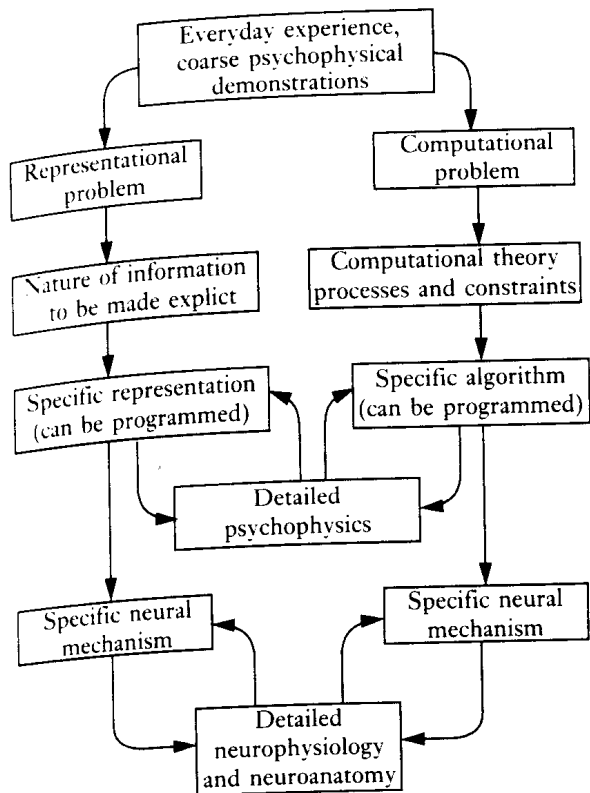 Everyday experience,
coarse psychophysical
demonstrations
Representational
problem
Computational
problem
Nature of information
to be made explict
Computational theory
processes and constraints
Specific representation
(can be programmed)
Specific algorithm
(can be programmed)
Detailed
psychophysics
Specific neural
mechanism
Specific neural
mechanism
Detailed
neurophysiology
and neuroanatomy